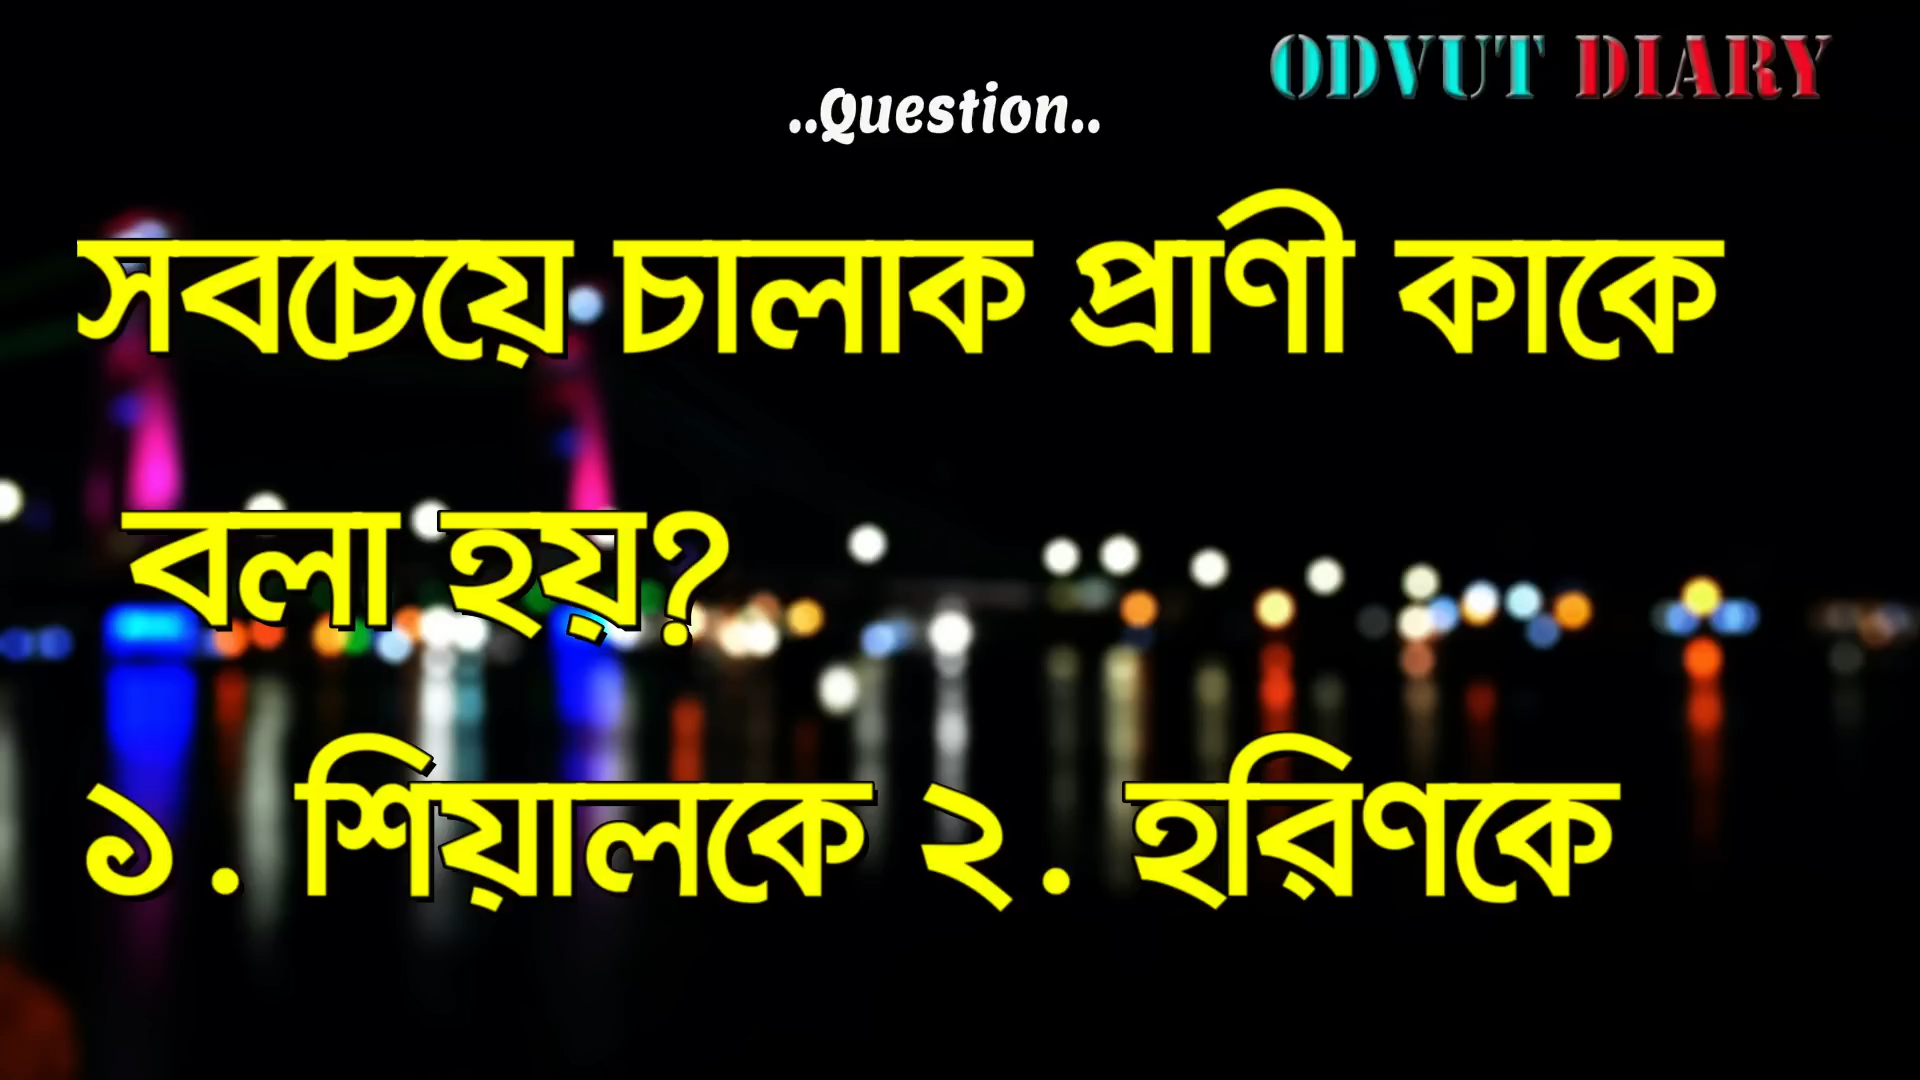 ODVUT DIARY
..Question..
সবচেয়ে চালাক প্রাণী কাকে
বলা হয়?
১. শিয়ালকে ২. হরিণকে